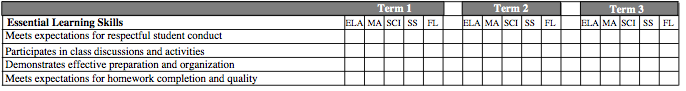 Term 1 Term 2 Term 3
Essential Learning Skills ELA MA SCI SS FL ELA MA SCI SS FL ELA MA SCI SS FL
Meets expectations for respectful student conduct
Participates in class discussions and activities
Demonstrates effective preparation and organization
Meets expectations for homework completion and quality